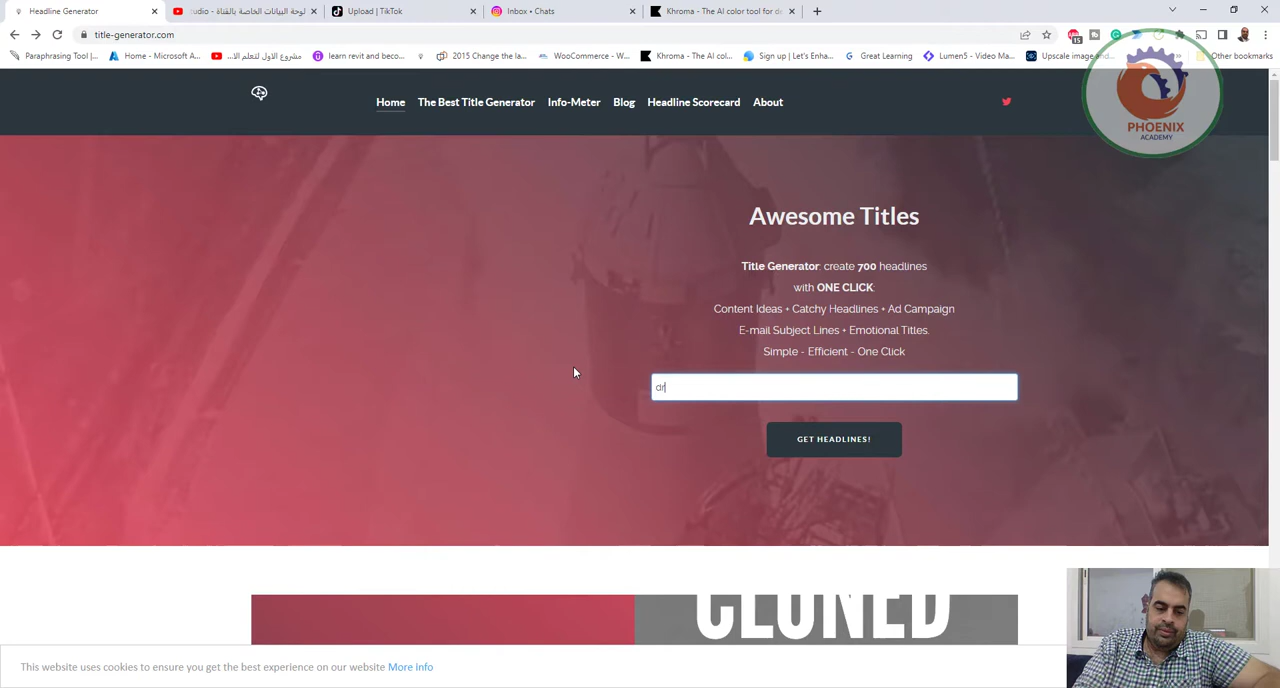 Headline Generator
لوحة البيانات الخاصة بالقناة - udio
Upload | TikTok
Inbox • Chats
Khroma - The AI color tool for de
title-generator.com
15
Paraphrasing Tool |...
Home - Microsoft A...
مشروع الاول لتعلم الا...
learn revit and beco...
2015 Change the la...
WooCommerce - W...
Khroma - The AI col...
Sign up | Let's Enha...
Great Learning
Lumen5 - Video Ma...
Upscale image and...
Other bookmarks
Home
The Best Title Generator
Info-Meter
Blog
Headline Scorecard
About
PHOENIX
ACADEMY
Awesome Titles
Title Generator: create 700 headlines
with ONE CLICK:
Content Ideas + Catchy Headlines + Ad Campaign
E-mail Subject Lines + Emotional Titles.
Simple - Efficient - One Click
dr
GET HEADLINES!
CLONED
This website uses cookies to ensure you get the best experience on our website More info